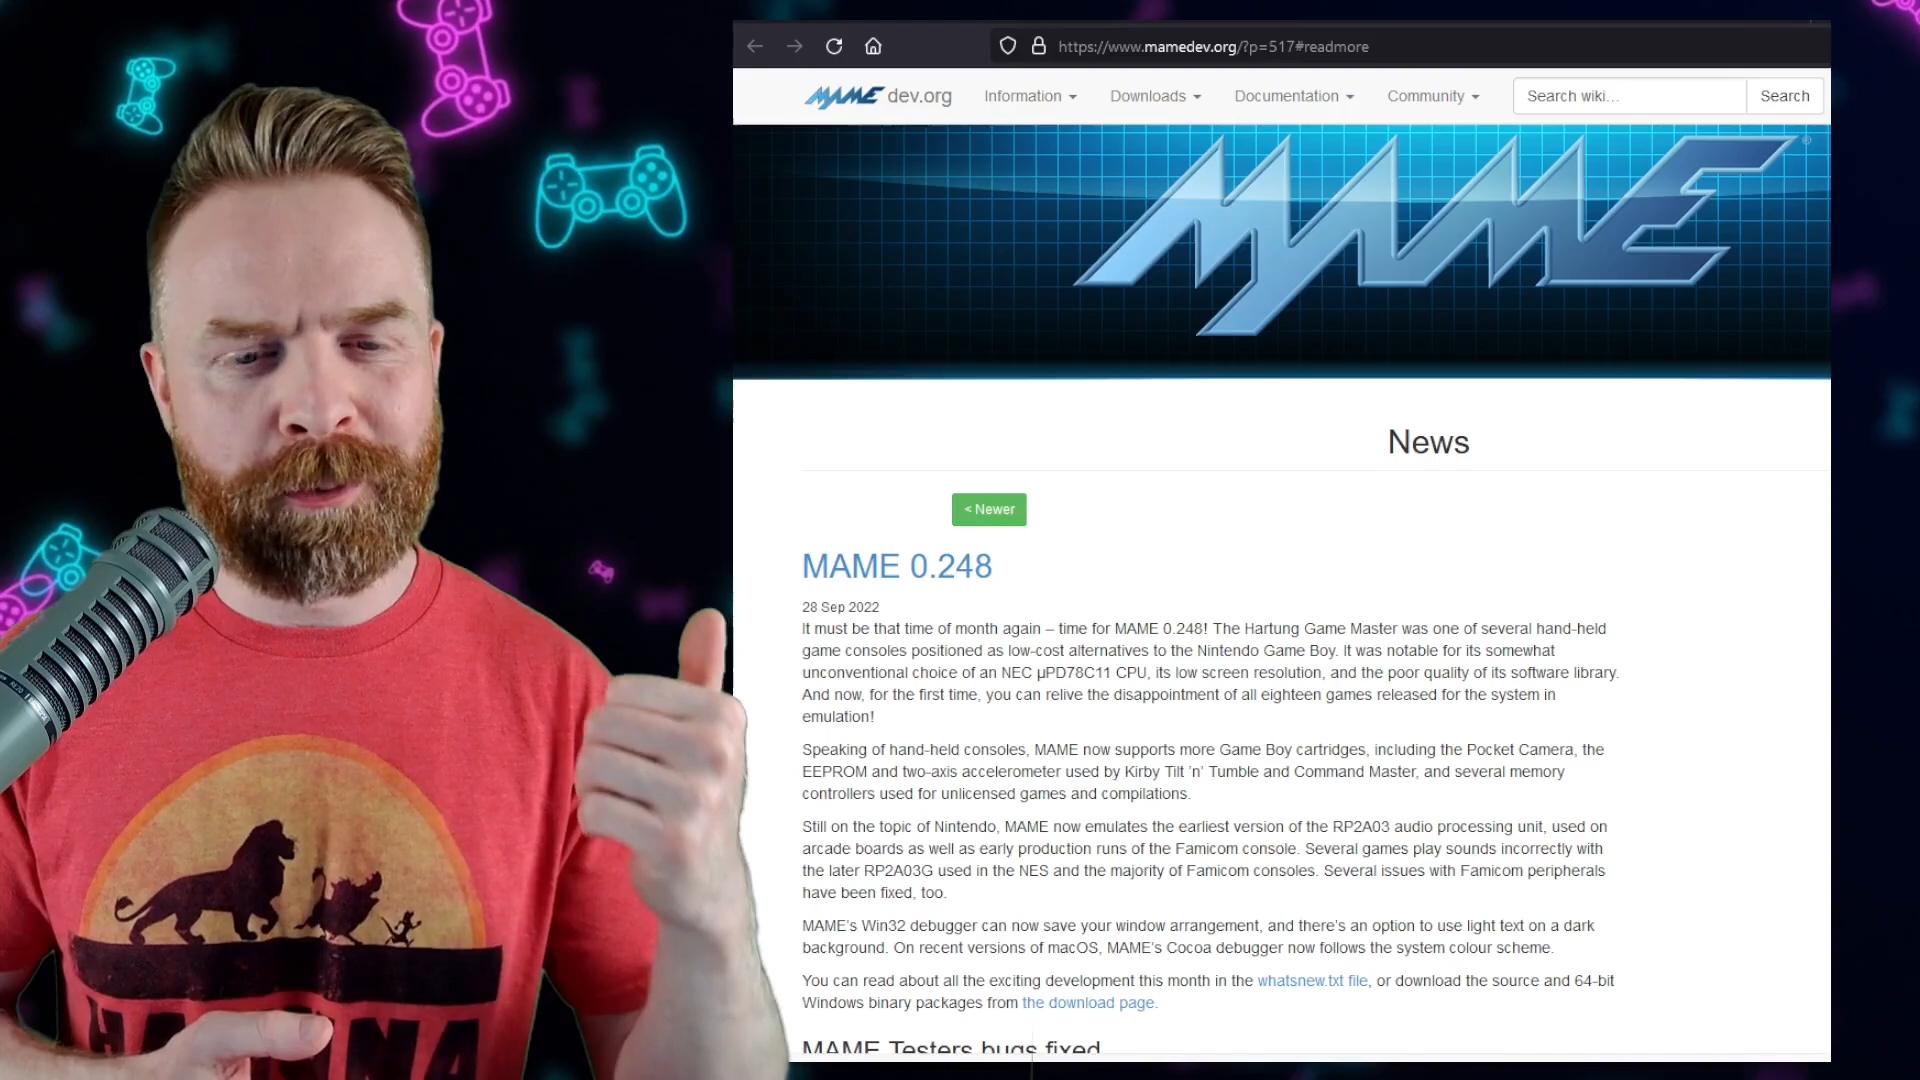 https://www.mamedev.org/?p=517#readmore
MAME dev.org Information Downloads Documentation Community Search wiki... Search
MAME ®
News
< Newer
MAME 0.248
28 Sep 2022
It must be that time of month again – time for MAME 0.248! The Hartung Game Master was one of several hand-held
game consoles positioned as low-cost alternatives to the Nintendo Game Boy. It was notable for its somewhat
unconventional choice of an NEC µPD78C11 CPU, its low screen resolution, and the poor quality of its software library.
And now, for the first time, you can relive the disappointment of all eighteen games released for the system in
emulation!
Speaking of hand-held consoles, MAME now supports more Game Boy cartridges, including the Pocket Camera, the
EEPROM and two-axis accelerometer used by Kirby Tilt ’n’ Tumble and Command Master, and several memory
controllers used for unlicensed games and compilations.
Still on the topic of Nintendo, MAME now emulates the earliest version of the RP2A03 audio processing unit, used on
arcade boards as well as early production runs of the Famicom console. Several games play sounds incorrectly with
the later RP2A03G used in the NES and the majority of Famicom consoles. Several issues with Famicom peripherals
have been fixed, too.
MAME’s Win32 debugger can now save your window arrangement, and there’s an option to use light text on a dark
background. On recent versions of macOS, MAME’s Cocoa debugger now follows the system colour scheme.
You can read about all the exciting development this month in the whatsnew.txt file, or download the source and 64-bit
Windows binary packages from the download page.
MAME Testers bugs fixed